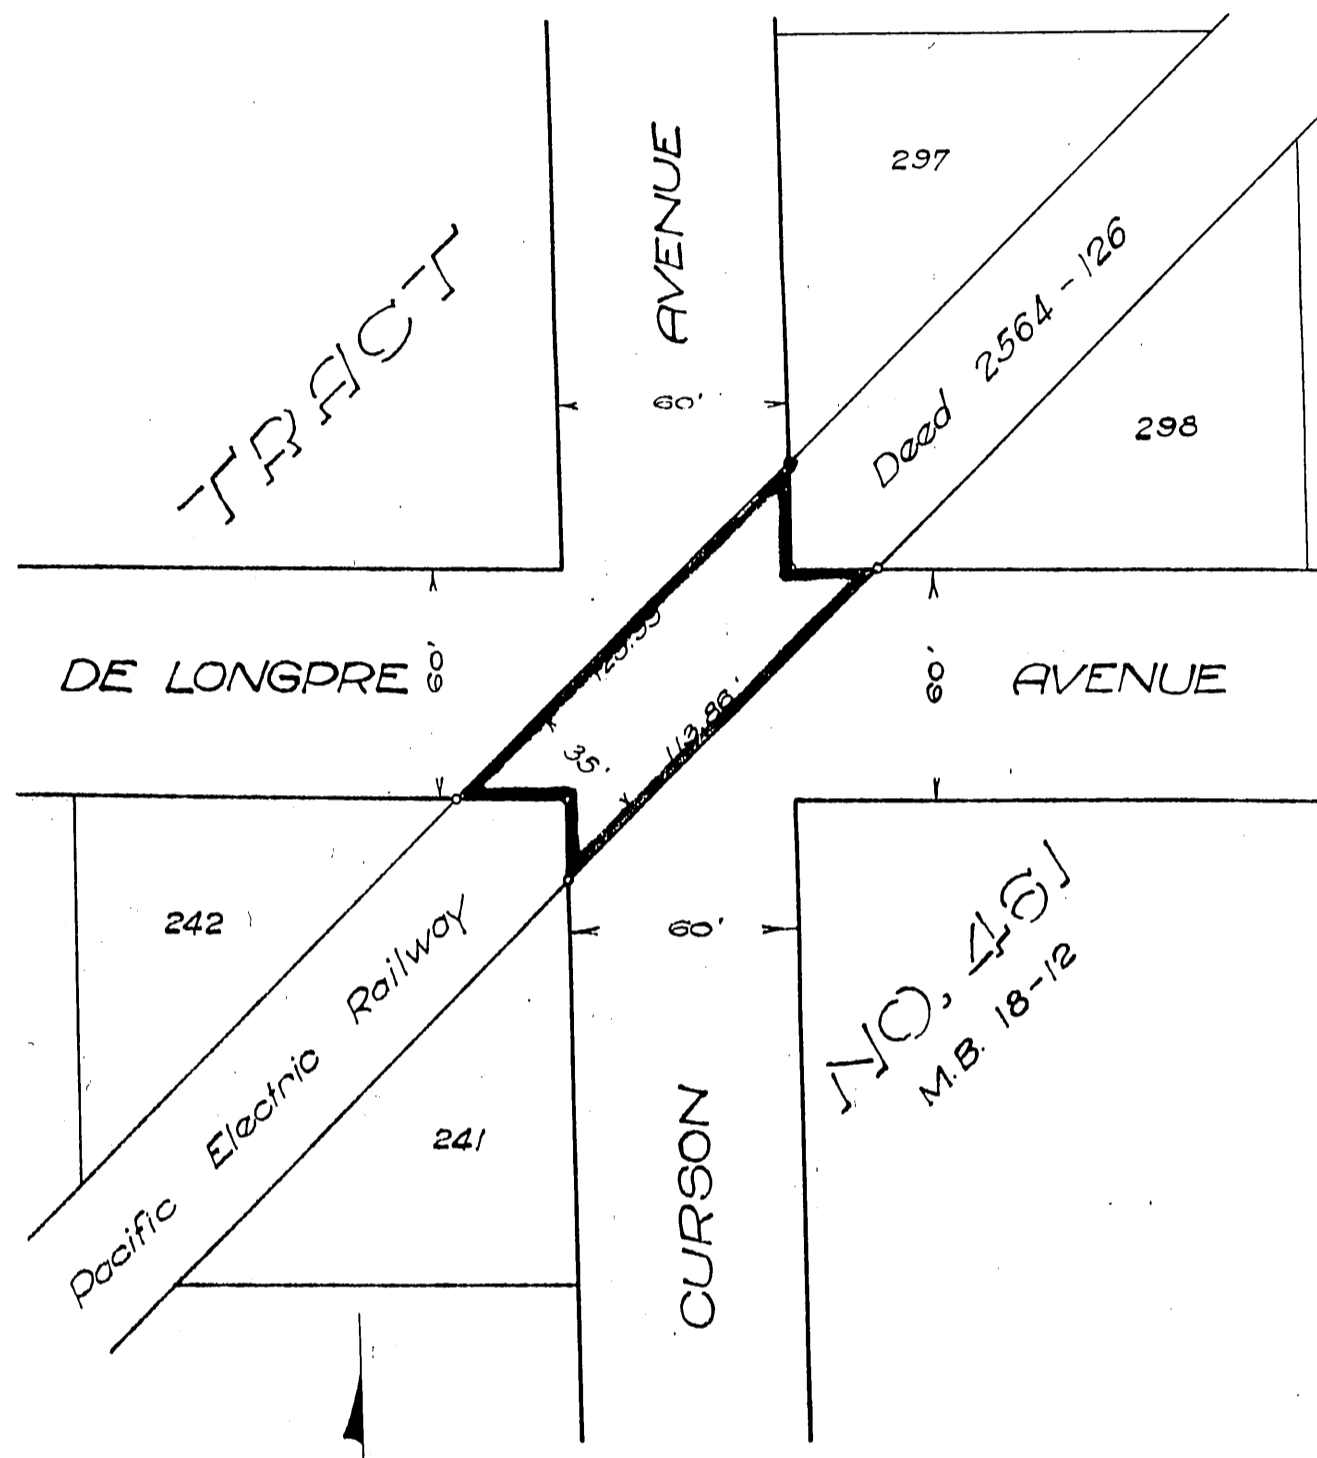 AVENUE
297
TRACT
Deed 2564-126
60'
298
DE LONGPRE
60'
60'
AVENUE
35'
113.86'
242
Pacific Electric Railway
60'
NO. 451
M.B. 18-12
241
CURSON